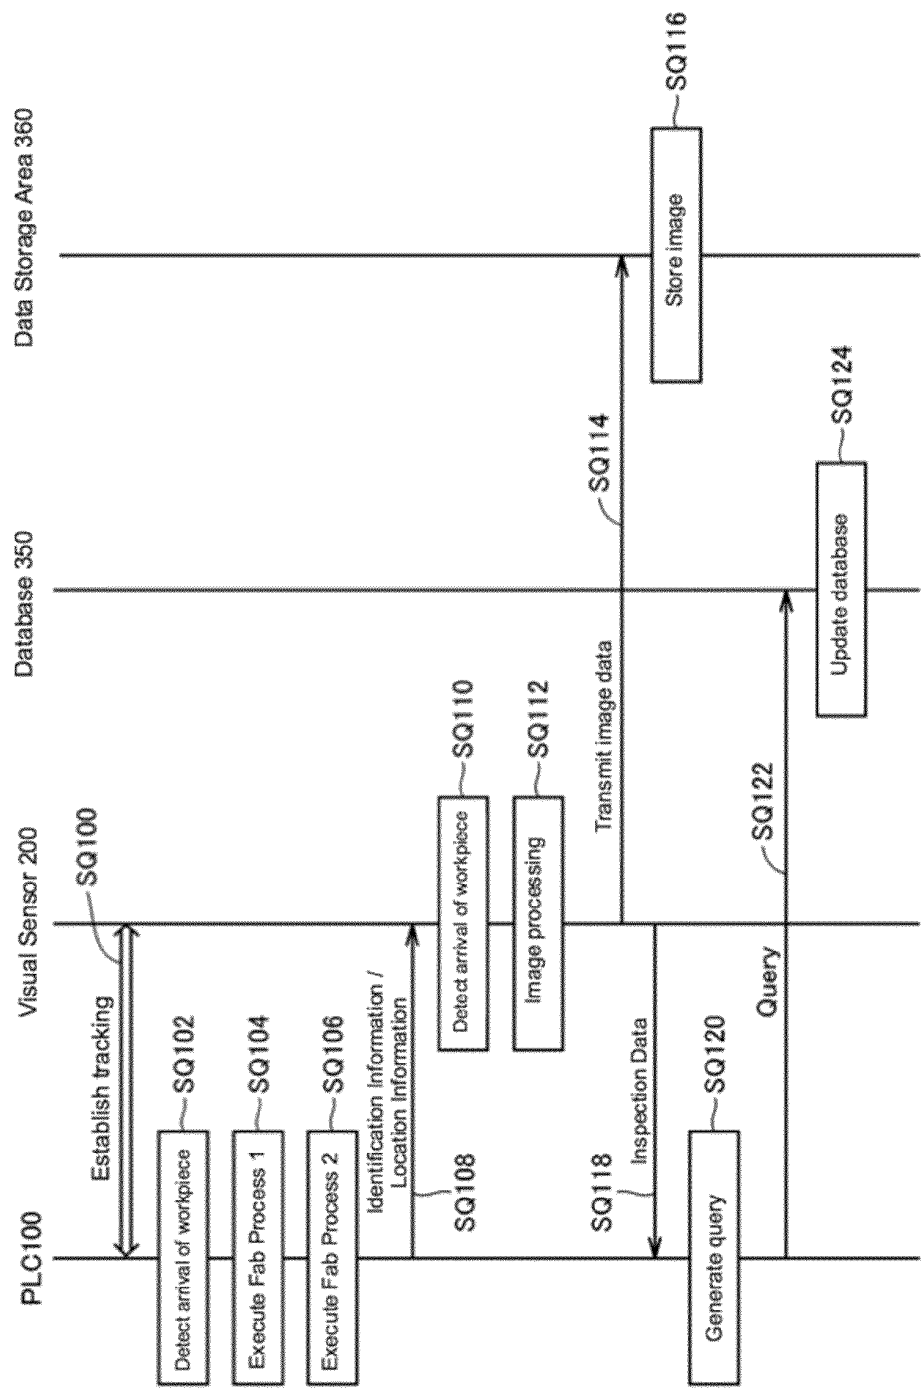 PLC100
Visual Sensor 200
Database 350
Data Storage Area 360
Establish tracking
SQ100
Detect arrival of workpiece
SQ102
Execute Fab Process 1
SQ104
Execute Fab Process 2
SQ106
Identification Information /
Location Information
SQ108
Detect arrival of workpiece
SQ110
Image processing
SQ112
Transmit image data
SQ114
Store image
SQ116
Inspection Data
SQ118
Generate query
SQ120
Query
SQ122
Update database
SQ124